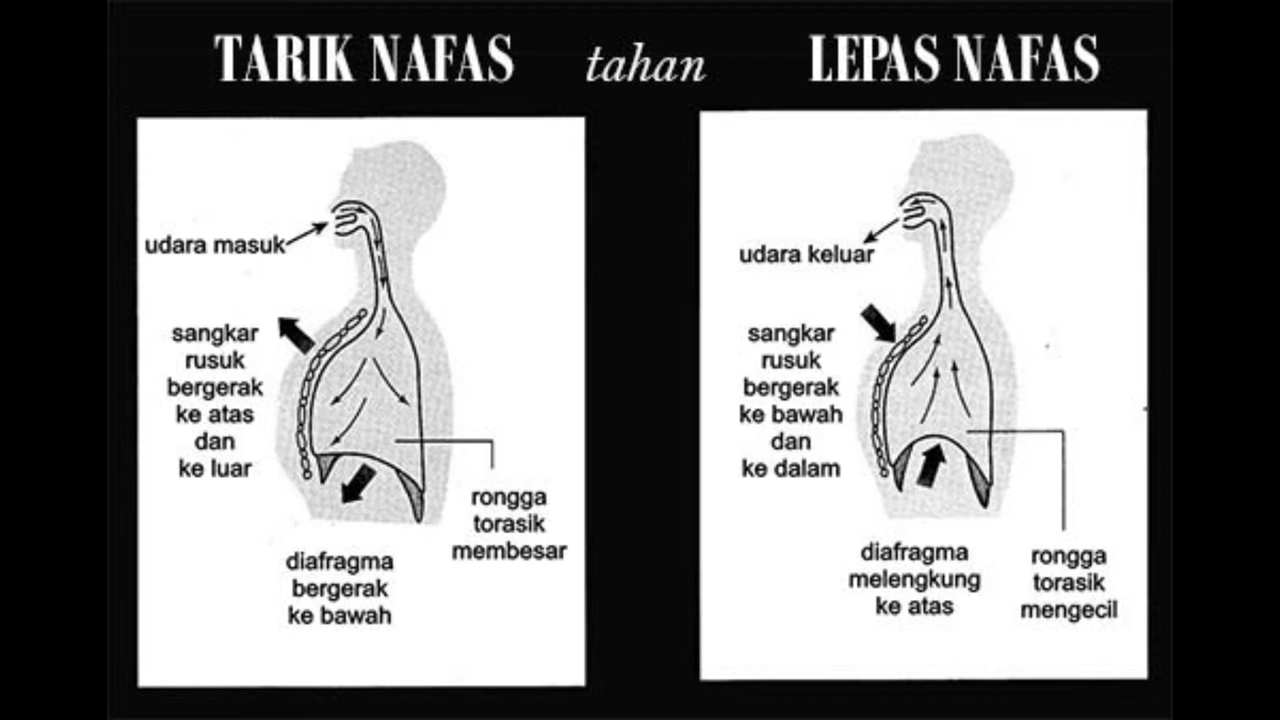 TARIK NAFAS tahan LEPAS NAFAS
udara masuk
sangkar
rusuk
bergerak
ke atas
dan
ke luar
rongga
torasik
membesar
diafragma
bergerak
ke bawah
udara keluar
sangkar
rusuk
bergerak
ke bawah
dan
ke dalam
diafragma
melengkung
ke atas
rongga
torasik
mengecil